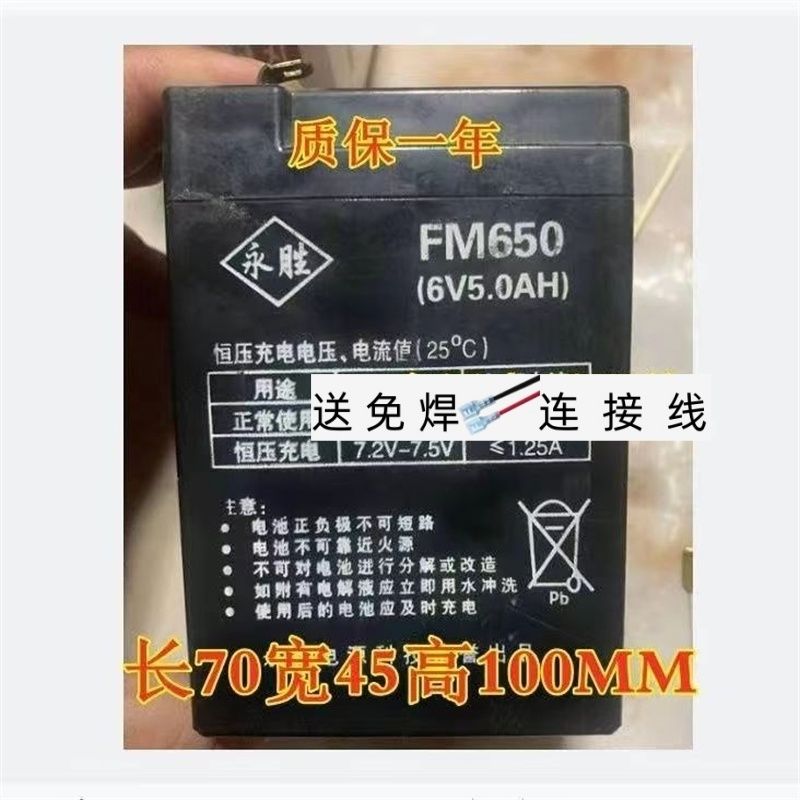 质保一年
永胜
FM650
(6V5.0AH)
恒压充电电压、电流值(25°C)
用途
正常使用
送免焊 连接线
恒压充电 7.2V-7.5V ≤1.25A
主意:
电池正负极不可短路
电池不可靠近火源
不可对电池进行分解或改造
如附有电解液应立即用水冲洗
使用后的电池应及时充电
Pb
长70宽45高100MM